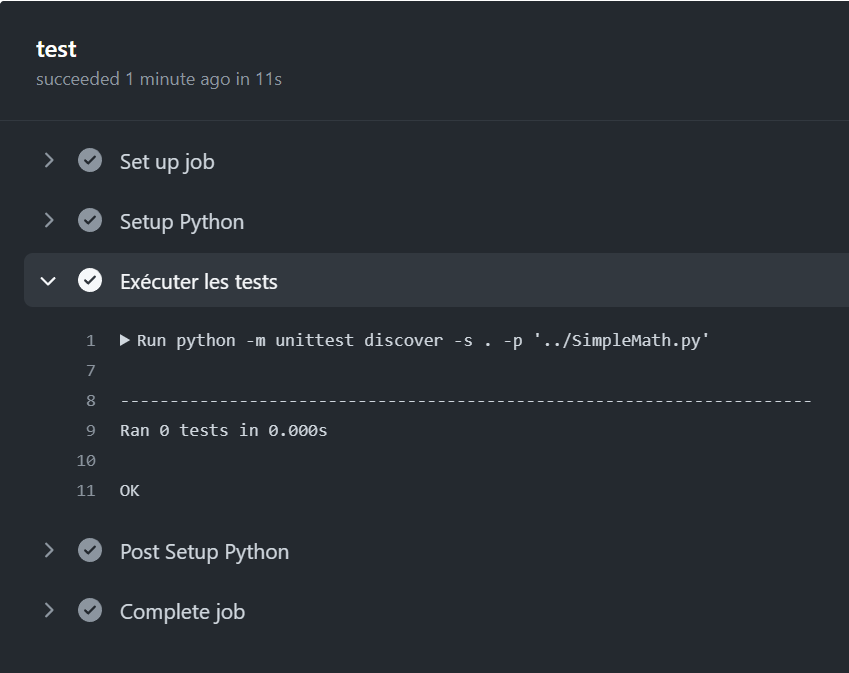 test
succeeded 1 minute ago in 11s
Set up job
Setup Python
Exécuter les tests
1 Run python -m unittest discover -s . -p '../SimpleMath.py'
7
8 ----------------------------------------------------------------------
9 Ran 0 tests in 0.000s
10
11 OK
Post Setup Python
Complete job